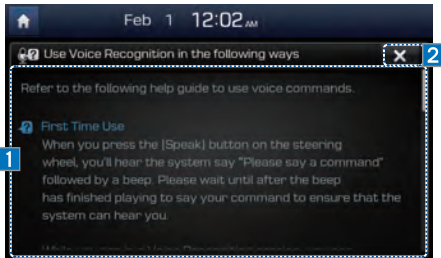 Feb 1 12:02 AM
Use Voice Recognition in the following ways
2
Refer to the following help guide to use voice commands.
First Time Use
When you press the [Speak] button on the steering
wheel, you'll hear the system say "Please say a command"
1
followed by a beep. Please wait until after the beep
has finished playing to say your command to ensure that the
system can hear you.